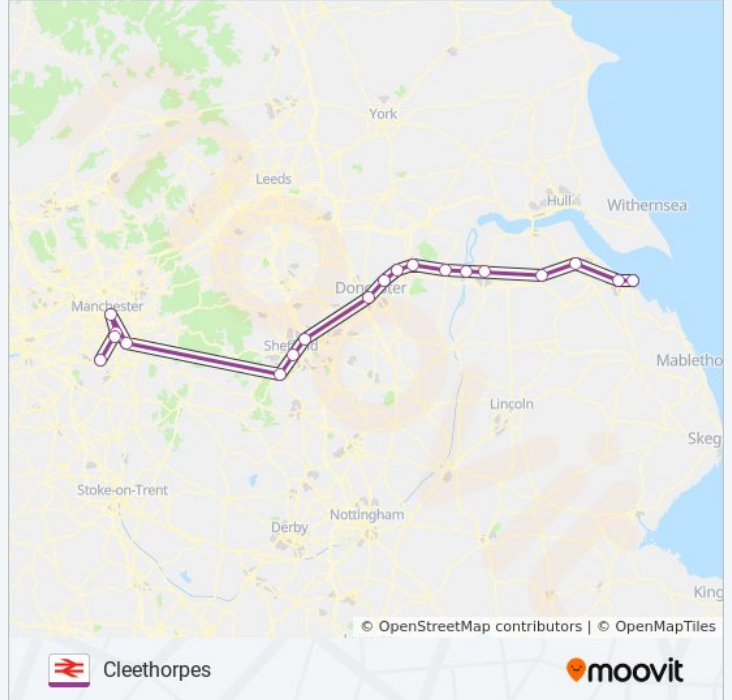 York
Leeds
Hull
Withernsea
Doncaster
Manchester
Sheffield
Mabletho
Lincoln
Skeg
Stoke-on-Trent
Nottingham
Derby
King
© OpenStreetMap contributors | © OpenMapTiles
Cleethorpes
moovit